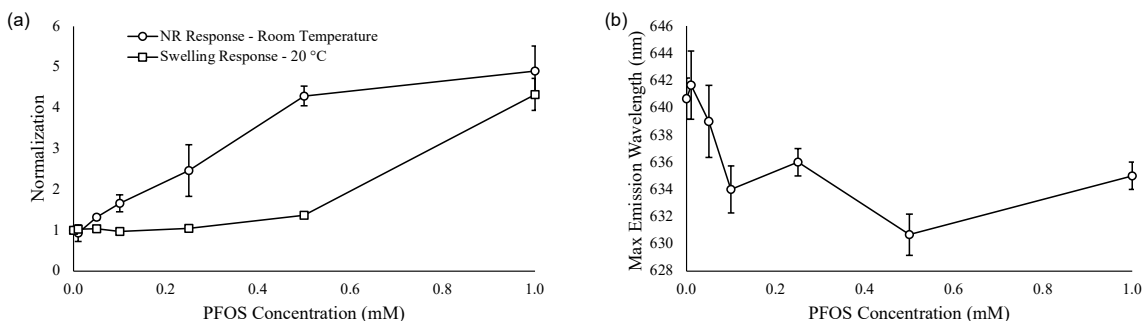 (a)
NR Response - Room Temperature
Swelling Response - 20 °C
Normalization
6
5
4
3
2
1
0
0.0 0.2 0.4 0.6 0.8 1.0
PFOS Concentration (mM)
(b)
Max Emission Wavelength (nm)
646
644
642
640
638
636
634
632
630
628
0.0 0.2 0.4 0.6 0.8 1.0
PFOS Concentration (mM)